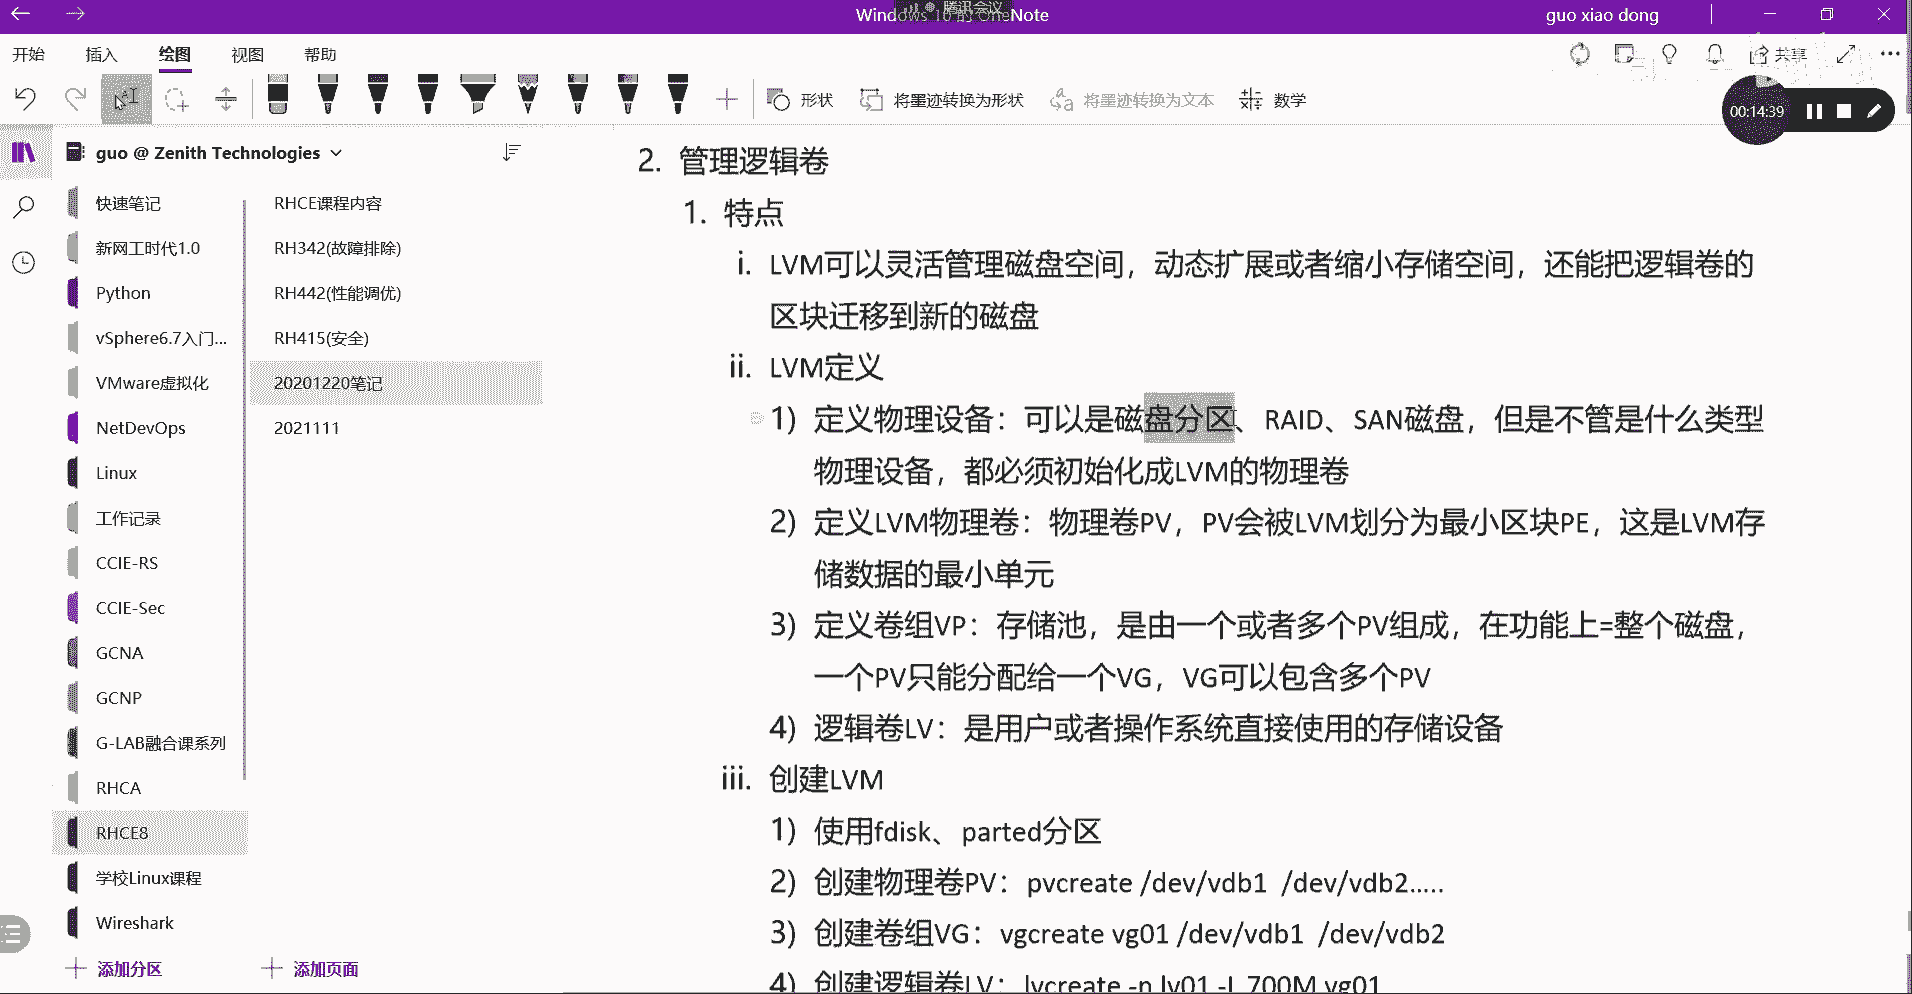 Windows 10 的 OneNote
腾讯会议
guo xiao dong
开始 插入 绘图 视图 帮助
共享
形状 将墨迹转换为形状 将墨迹转换为文本 数学
00:14:39
guo @ Zenith Technologies
快速笔记
新网工时代1.0
Python
vSphere6.7入门...
VMware虚拟化
NetDevOps
Linux
工作记录
CCIE-RS
CCIE-Sec
GCNA
GCNP
G-LAB融合课系列
RHCA
RHCE8
学校Linux课程
Wireshark
添加分区
RHCE课程内容
RH342(故障排除)
RH442(性能调优)
RH415(安全)
20201220笔记
2021111
添加页面
2. 管理逻辑卷
1. 特点
i. LVM可以灵活管理磁盘空间，动态扩展或者缩小存储空间，还能把逻辑卷的
区块迁移到新的磁盘
ii. LVM定义
1) 定义物理设备：可以是磁盘分区、RAID、SAN磁盘，但是不管是什么类型
物理设备，都必须初始化成LVM的物理卷
2) 定义LVM物理卷：物理卷PV，PV会被LVM划分为最小区块PE，这是LVM存
储数据的最小单元
3) 定义卷组VP：存储池，是由一个或者多个PV组成，在功能上=整个磁盘，
一个PV只能分配给一个VG，VG可以包含多个PV
4) 逻辑卷LV：是用户或者操作系统直接使用的存储设备
iii. 创建LVM
1) 使用fdisk、parted分区
2) 创建物理卷PV：pvcreate /dev/vdb1 /dev/vdb2.....
3) 创建卷组VG：vgcreate vg01 /dev/vdb1 /dev/vdb2
4) 创建逻辑卷LV：lvcreate -n lv01 -L 700M vg01